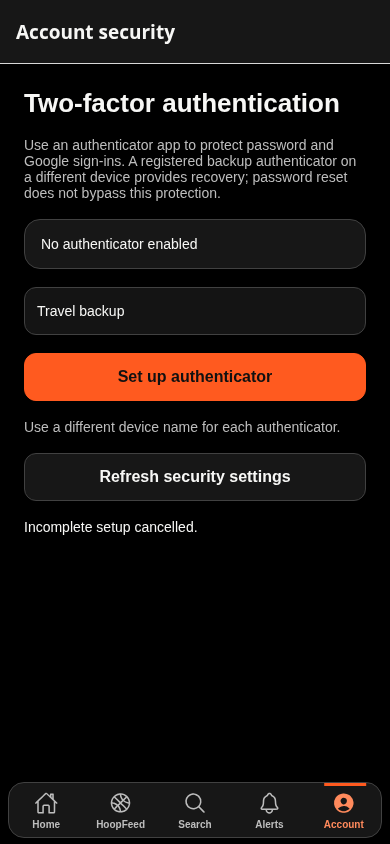 Account security
Two-factor authentication
Use an authenticator app to protect password and
Google sign-ins. A registered backup authenticator on
a different device provides recovery; password reset
does not bypass this protection.
No authenticator enabled
Travel backup
Set up authenticator
Use a different device name for each authenticator.
Refresh security settings
Incomplete setup cancelled.
Home
HoopFeed
Search
Alerts
Account